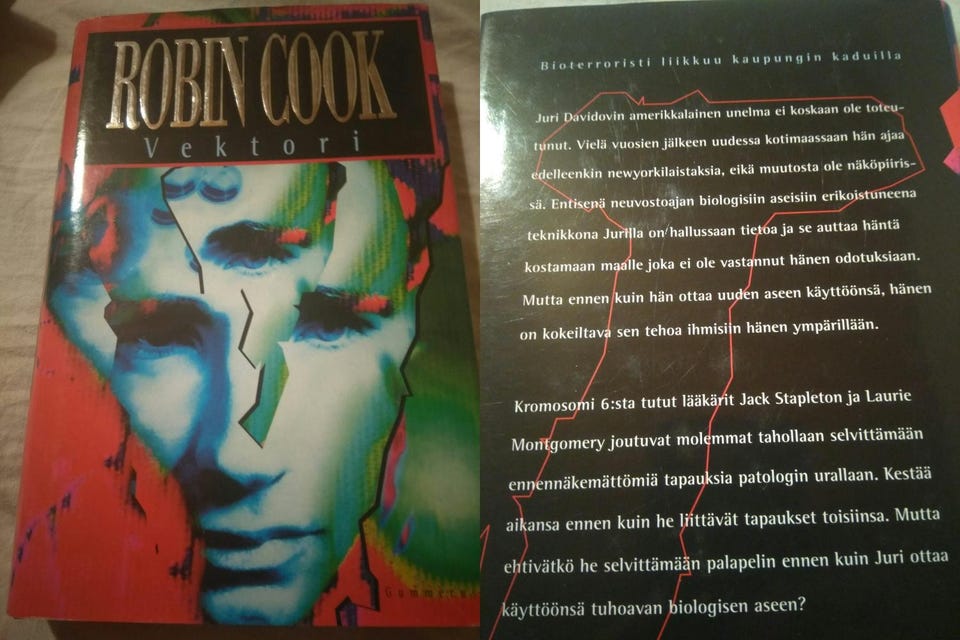 ROBIN COOK
Vektori
Gummerus
Bioterroristi liikkuu kaupungin kaduilla
Juri Davidovin amerikkalainen unelma ei koskaan ole toteu-
tunut. Vielä vuosien jälkeen uudessa kotimaassaan hän ajaa
edelleenkin newyorkilaistaksia, eikä muutosta ole näköpiiris-
sä. Entisenä neuvostoajan biologisiin aseisiin erikoistuneena
teknikkona Jurilla on hallussaan tietoa ja se auttaa häntä
kostamaan maalle joka ei ole vastannut hänen odotuksiaan.
Mutta ennen kuin hän ottaa uuden aseen käyttöönsä, hänen
on kokeiltava sen tehoa ihmisiin hänen ympärillään.
Kromosomi 6:sta tutut lääkärit Jack Stapleton ja Laurie
Montgomery joutuvat molemmat tahollaan selvittämään
ennennäkemättömiä tapauksia patologin urallaan. Kestää
aikansa ennen kuin he liittävät tapaukset toisiinsa. Mutta
ehtivätkö he selvittämään palapelin ennen kuin Juri ottaa
käyttöönsä tuhoavan biologisen aseen?